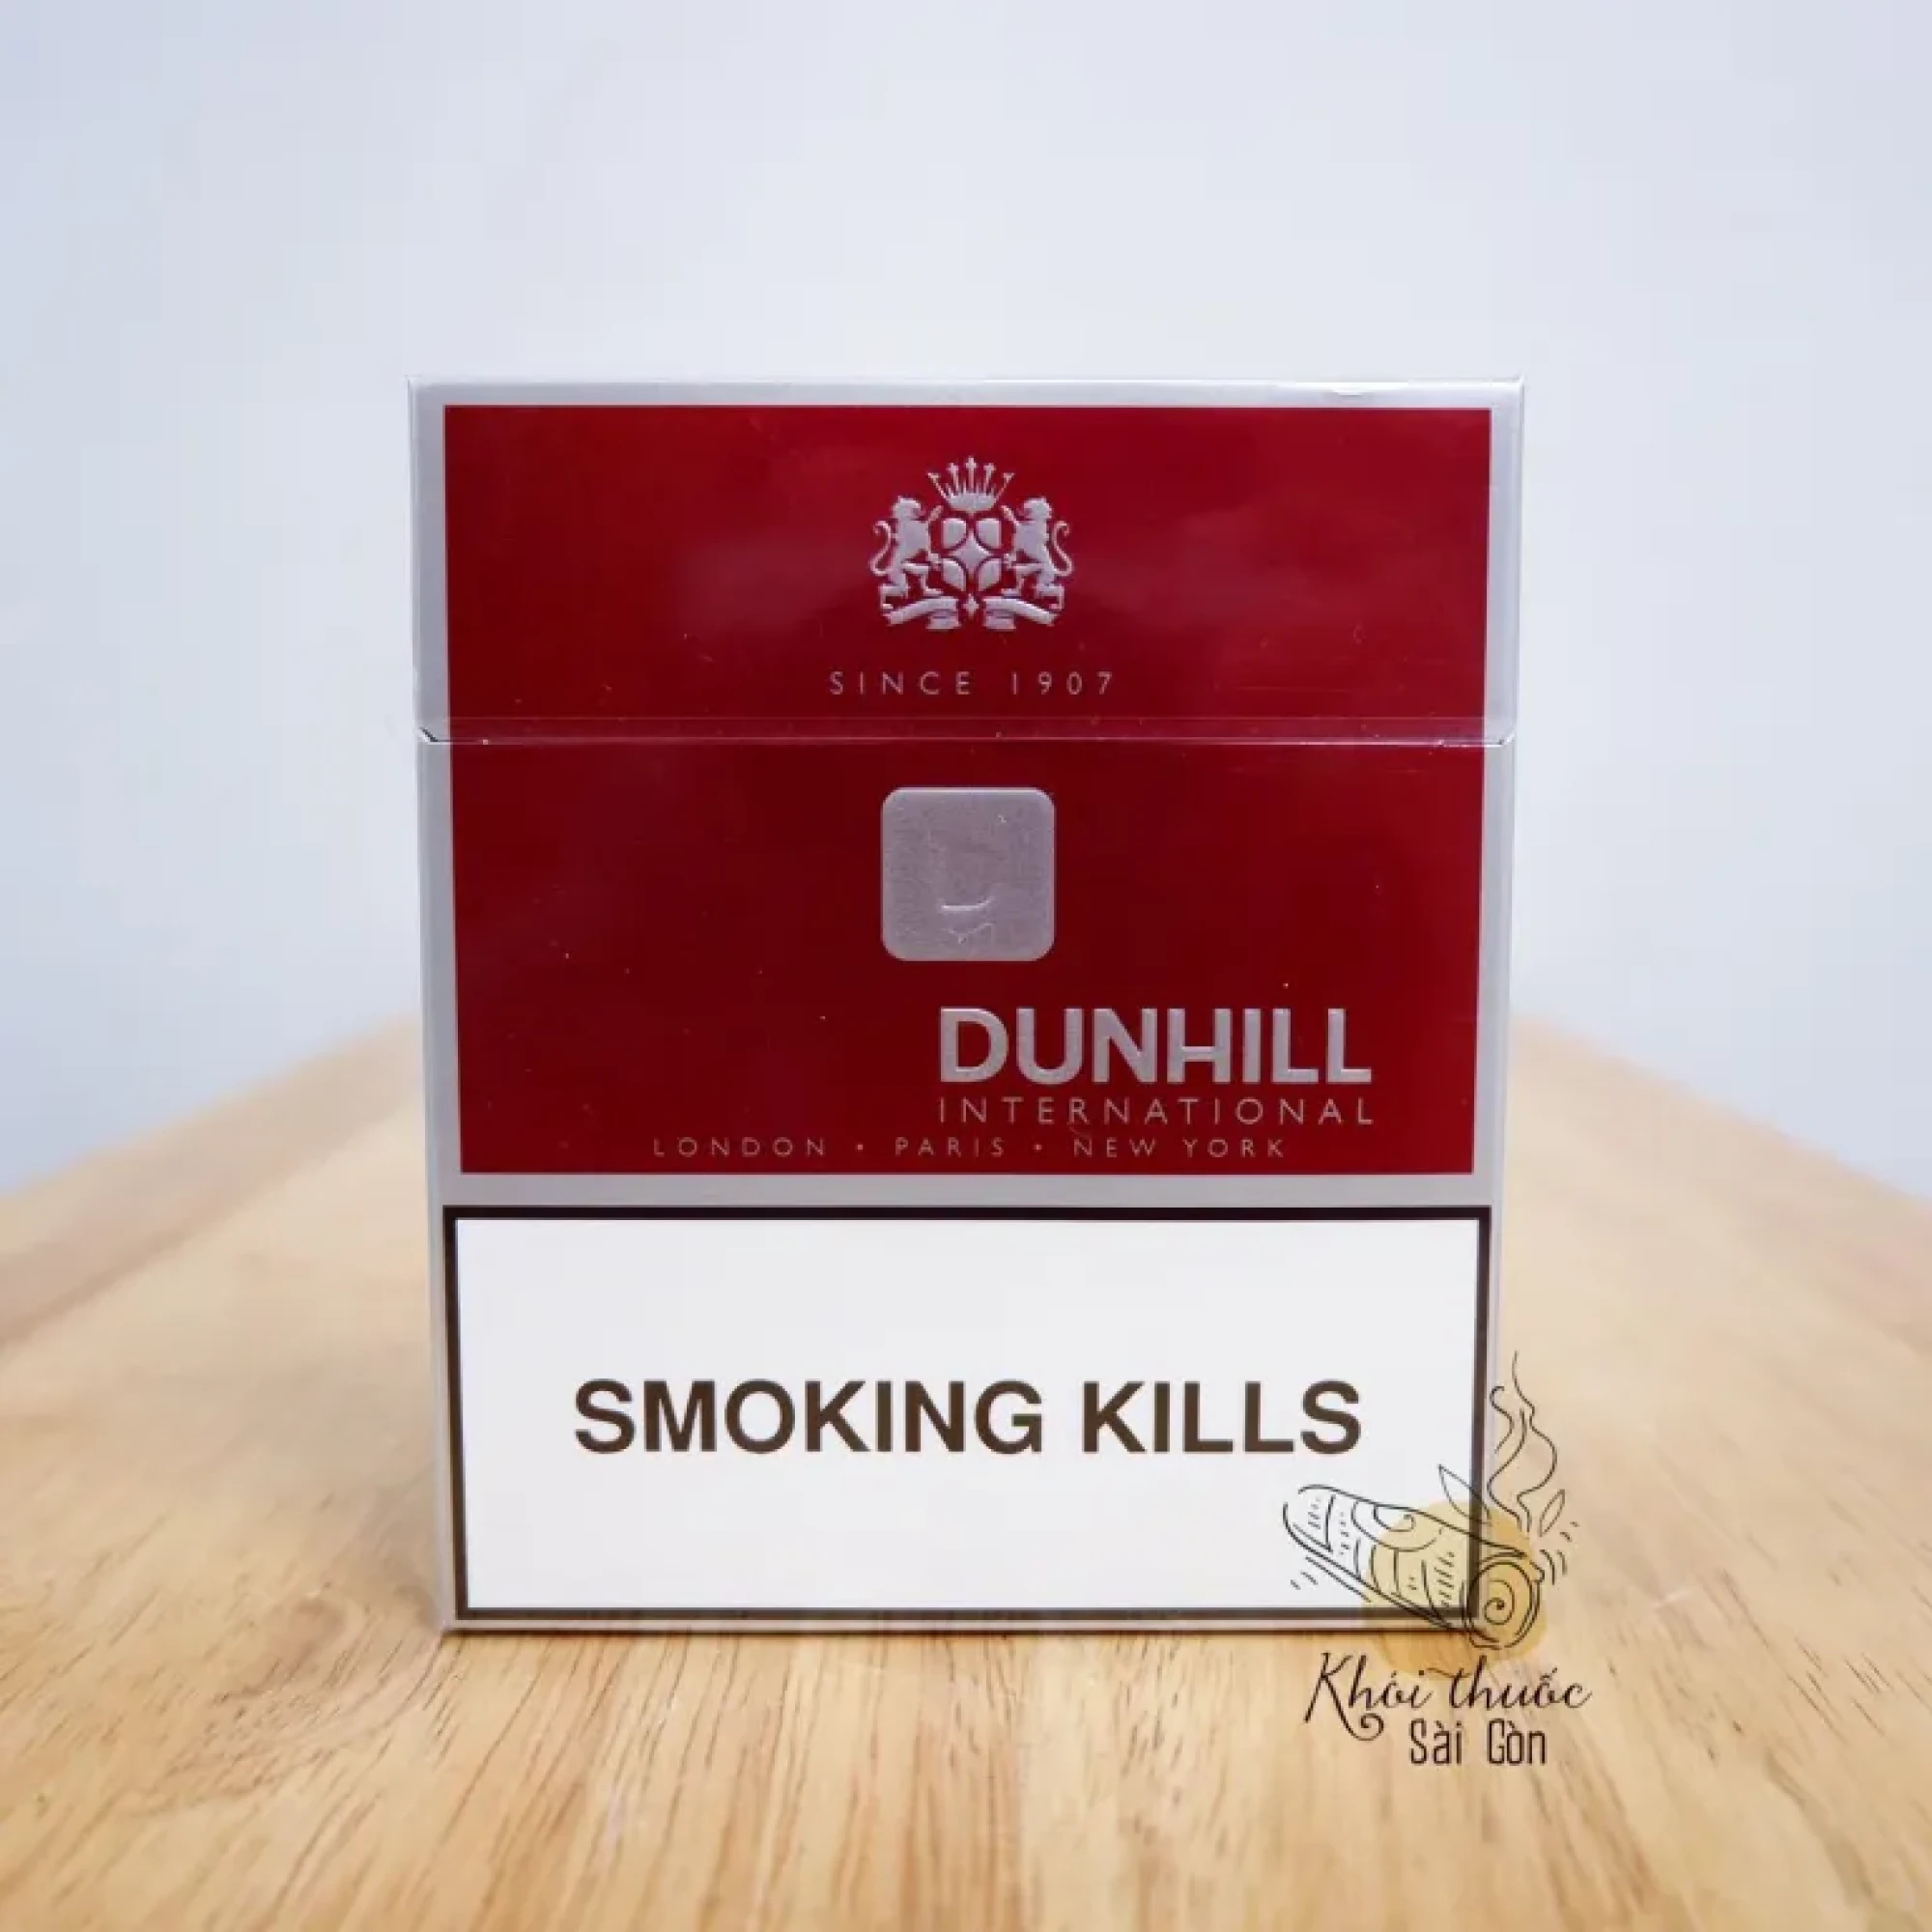 SINCE 1907
DUNHILL
INTERNATIONAL
LONDON • PARIS • NEW YORK
SMOKING KILLS
Khói thuốc
Sài Gòn